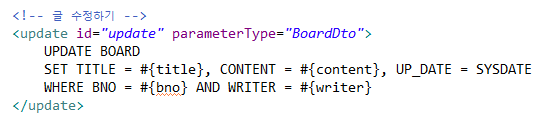 <!-- 글 수정하기 -->
<update id="update" parameterType="BoardDto">
UPDATE BOARD
SET TITLE = #{title}, CONTENT = #{content}, UP_DATE = SYSDATE
WHERE BNO = #{bno} AND WRITER = #{writer}
</update>